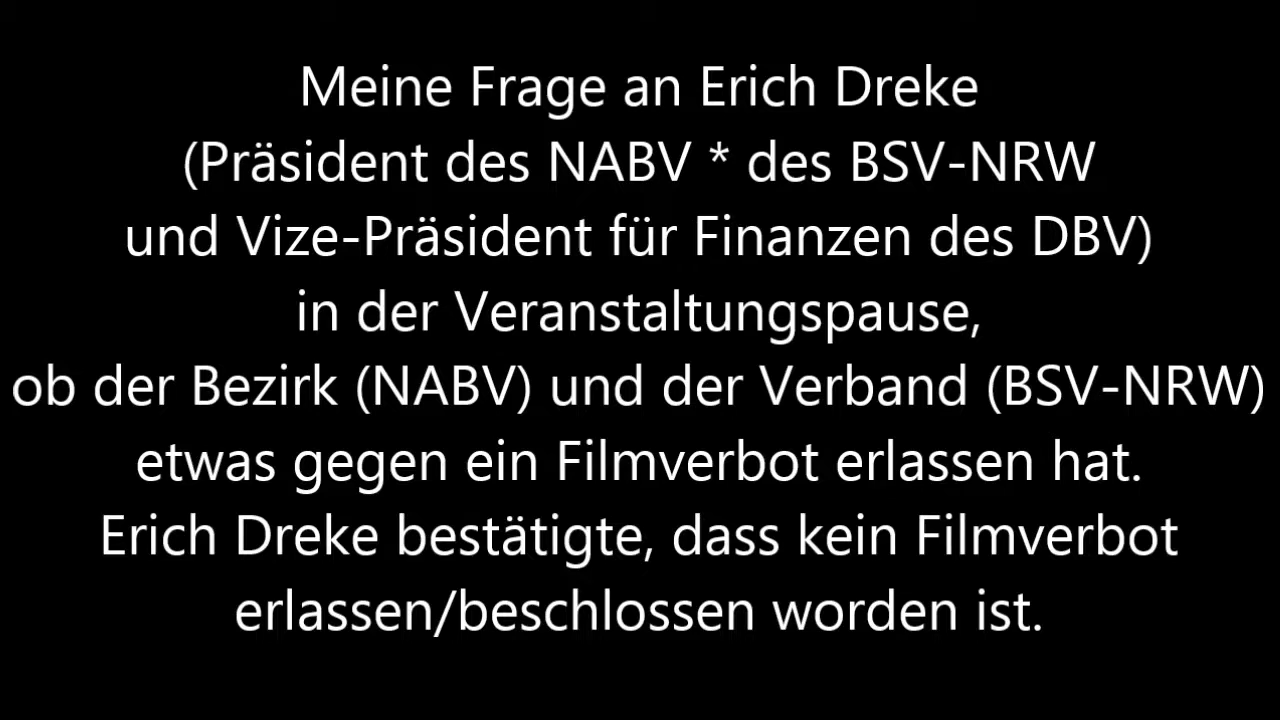 Meine Frage an Erich Dreke
(Präsident des NABV * des BSV-NRW
und Vize-Präsident für Finanzen des DBV)
in der Veranstaltungspause,
ob der Bezirk (NABV) und der Verband (BSV-NRW)
etwas gegen ein Filmverbot erlassen hat.
Erich Dreke bestätigte, dass kein Filmverbot
erlassen/beschlossen worden ist.